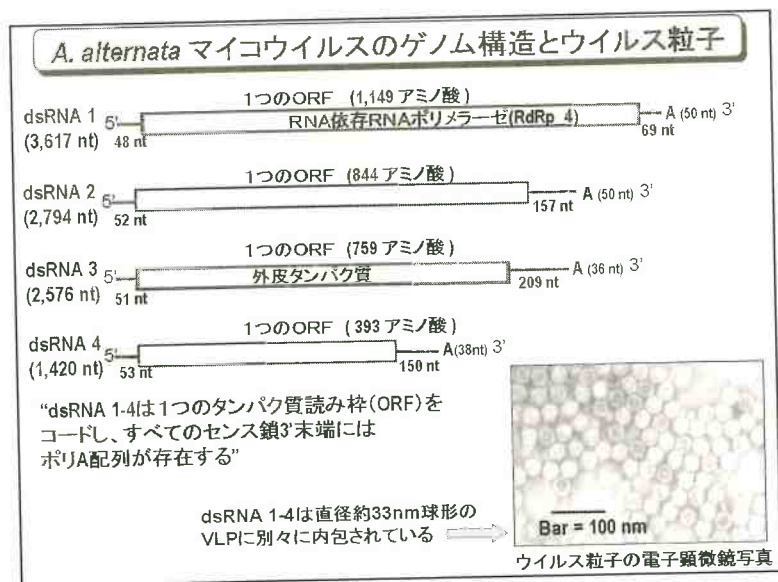 A. alternata マイコウイルスのゲノム構造とウイルス粒子
1つのORF (1,149 アミノ酸)
dsRNA 1
(3,617 nt)
5'
48 nt
RNA依存RNAポリメラーゼ(RdRp_4)
69 nt
A (50 nt) 3'
1つのORF (844 アミノ酸)
dsRNA 2
(2,794 nt)
5'
52 nt
157 nt
A (50 nt) 3'
1つのORF (759 アミノ酸)
dsRNA 3
(2,576 nt)
5'
51 nt
外皮タンパク質
209 nt
A (36 nt) 3'
1つのORF (393 アミノ酸)
dsRNA 4
(1,420 nt)
5'
53 nt
150 nt
A(38nt) 3'
“dsRNA 1-4は1つのタンパク質読み枠(ORF)を
コードし、すべてのセンス鎖3'末端には
ポリA配列が存在する”
dsRNA 1-4は直径約33nm球形の
VLPに別々に内包されている
Bar = 100 nm
ウイルス粒子の電子顕微鏡写真